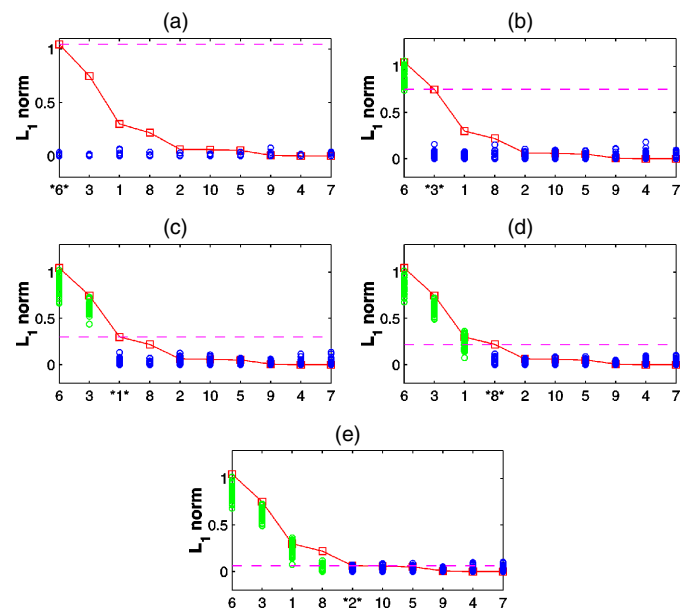 (a)
L1 norm
1
0.5
0
*6* 3 1 8 2 10 5 9 4 7
(b)
L1 norm
1
0.5
0
6 *3* 1 8 2 10 5 9 4 7
(c)
L1 norm
1
0.5
0
6 3 *1* 8 2 10 5 9 4 7
(d)
L1 norm
1
0.5
0
6 3 1 *8* 2 10 5 9 4 7
(e)
L1 norm
1
0.5
0
6 3 1 8 *2* 10 5 9 4 7